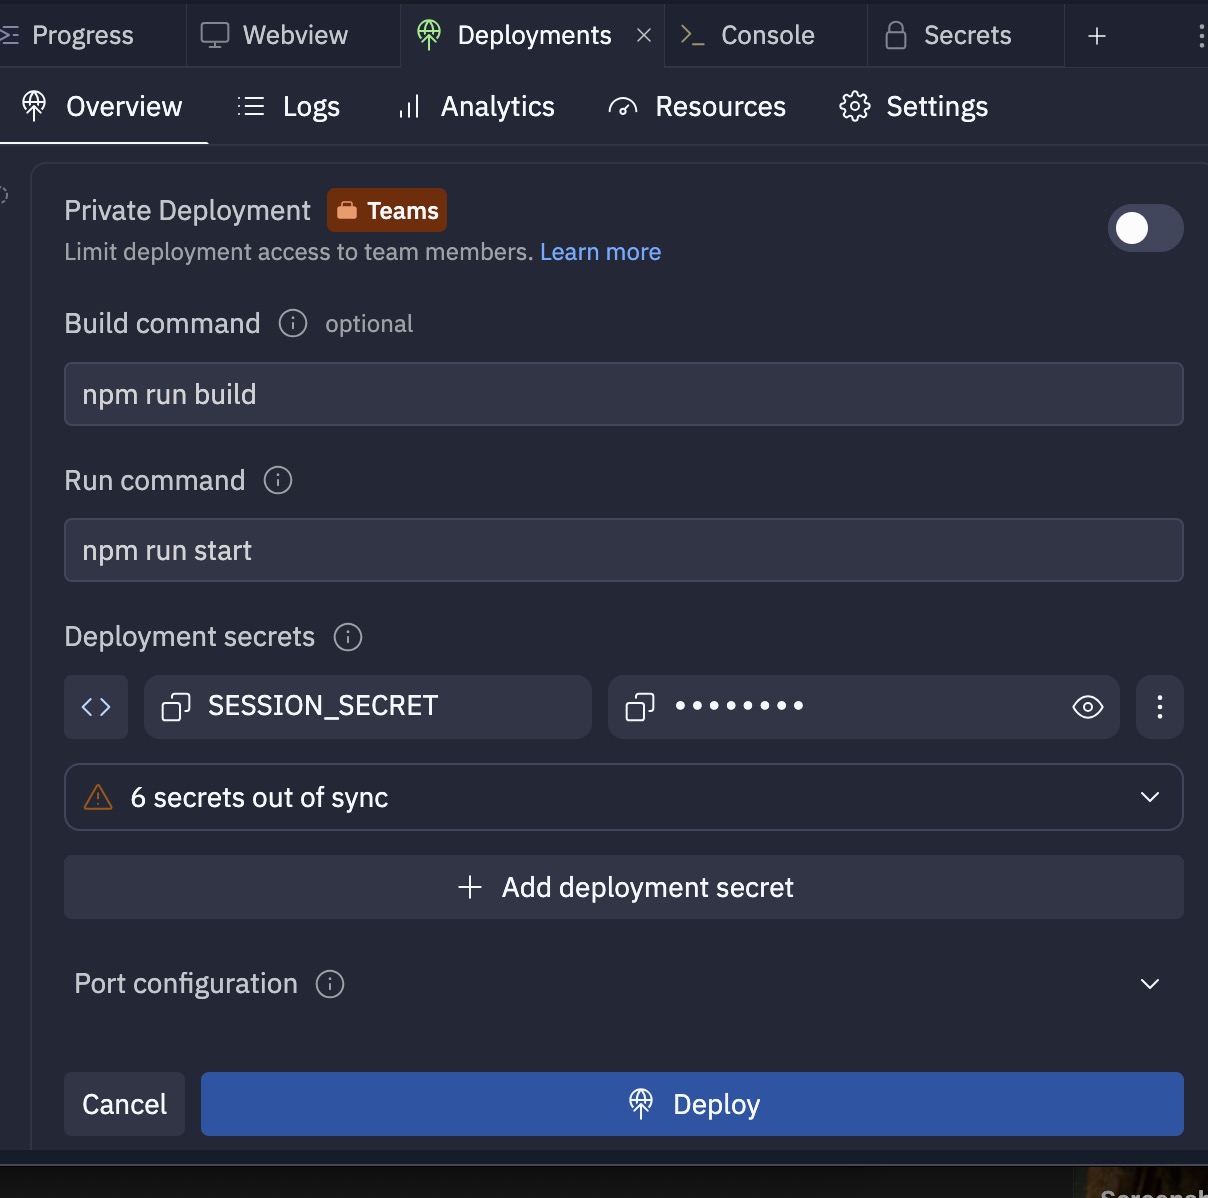 Progress Webview Deployments Console Secrets
Overview Logs Analytics Resources Settings
Private Deployment Teams
Limit deployment access to team members. Learn more
Build command optional
npm run build
Run command
npm run start
Deployment secrets
SESSION_SECRET ••••••••
6 secrets out of sync
Add deployment secret
Port configuration
Cancel Deploy